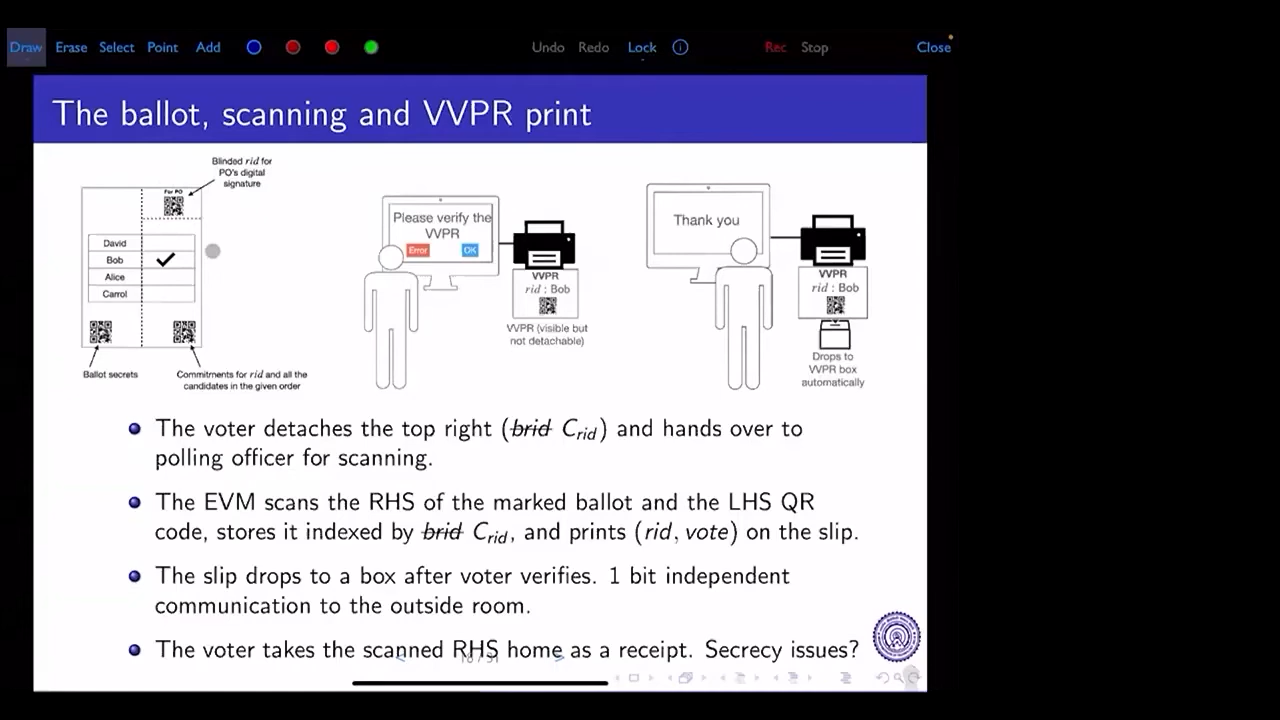 Draw Erase Select Point Add Undo Redo Lock Rec Stop Close
The ballot, scanning and VVPR print
Blinded rid for
PO's digital
signature
For PO
David
Bob
Alice
Carrol
Ballot secrets
Commitments for rid and all the
candidates in the given order
Please verify the
VVPR
Error OK
VVPR
rid : Bob
VVPR (visible but
not detachable)
Thank you
VVPR
rid : Bob
Drops to
VVPR box
automatically
The voter detaches the top right (brid C_rid) and hands over to
polling officer for scanning.
The EVM scans the RHS of the marked ballot and the LHS QR
code, stores it indexed by brid C_rid, and prints (rid, vote) on the slip.
The slip drops to a box after voter verifies. 1 bit independent
communication to the outside room.
The voter takes the scanned RHS home as a receipt. Secrecy issues?